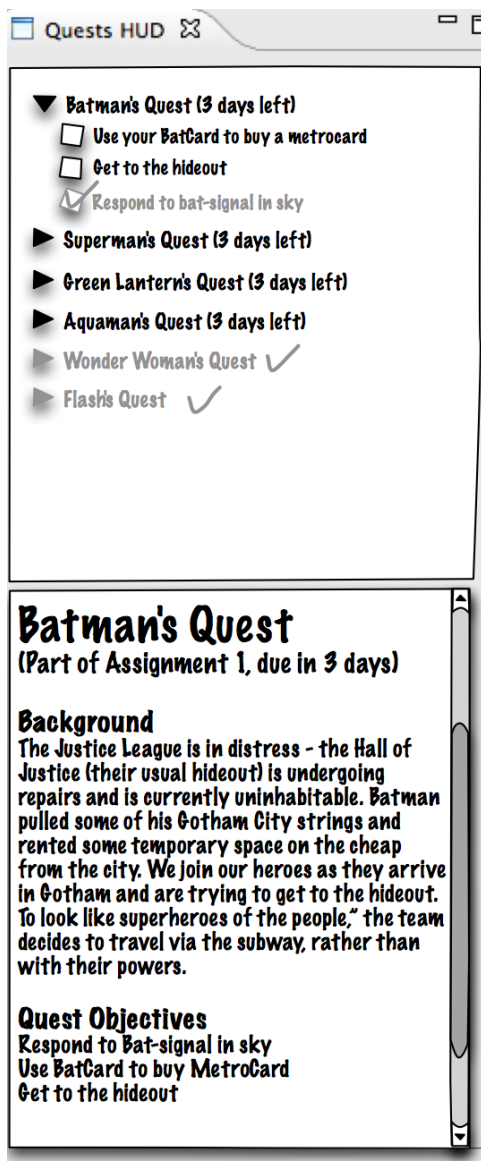 Quests HUD
Batman's Quest (3 days left)
Use your BatCard to buy a metrocard
Get to the hideout
Respond to bat-signal in sky
Superman's Quest (3 days left)
Green Lantern's Quest (3 days left)
Aquaman's Quest (3 days left)
Wonder Woman's Quest
Flash's Quest
Batman's Quest
(Part of Assignment 1, due in 3 days)
Background
The Justice League is in distress - the Hall of
Justice (their usual hideout) is undergoing
repairs and is currently uninhabitable. Batman
pulled some of his Gotham City strings and
rented some temporary space on the cheap
from the city. We join our heroes as they arrive
in Gotham and are trying to get to the hideout.
To look like superheroes of the people,” the team
decides to travel via the subway, rather than
with their powers.
Quest Objectives
Respond to Bat-signal in sky
Use BatCard to buy MetroCard
Get to the hideout